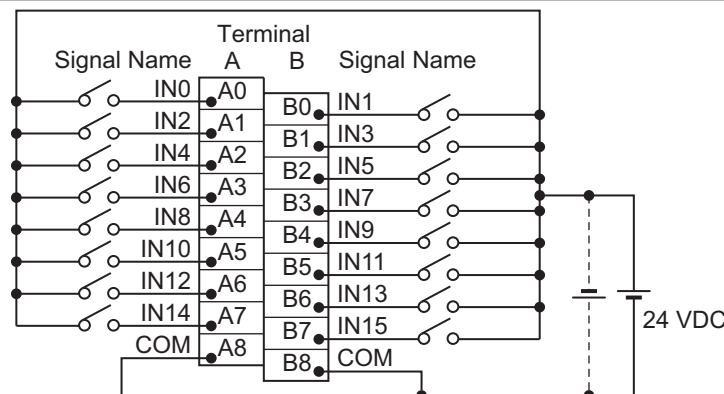 Terminal
Signal Name A B Signal Name
IN0 A0 B0 IN1
IN2 A1 B1 IN3
IN4 A2 B2 IN5
IN6 A3 B3 IN7
IN8 A4 B4 IN9
IN10 A5 B5 IN11
IN12 A6 B6 IN13
IN14 A7 B7 IN15
COM A8 B8 COM
24 VDC